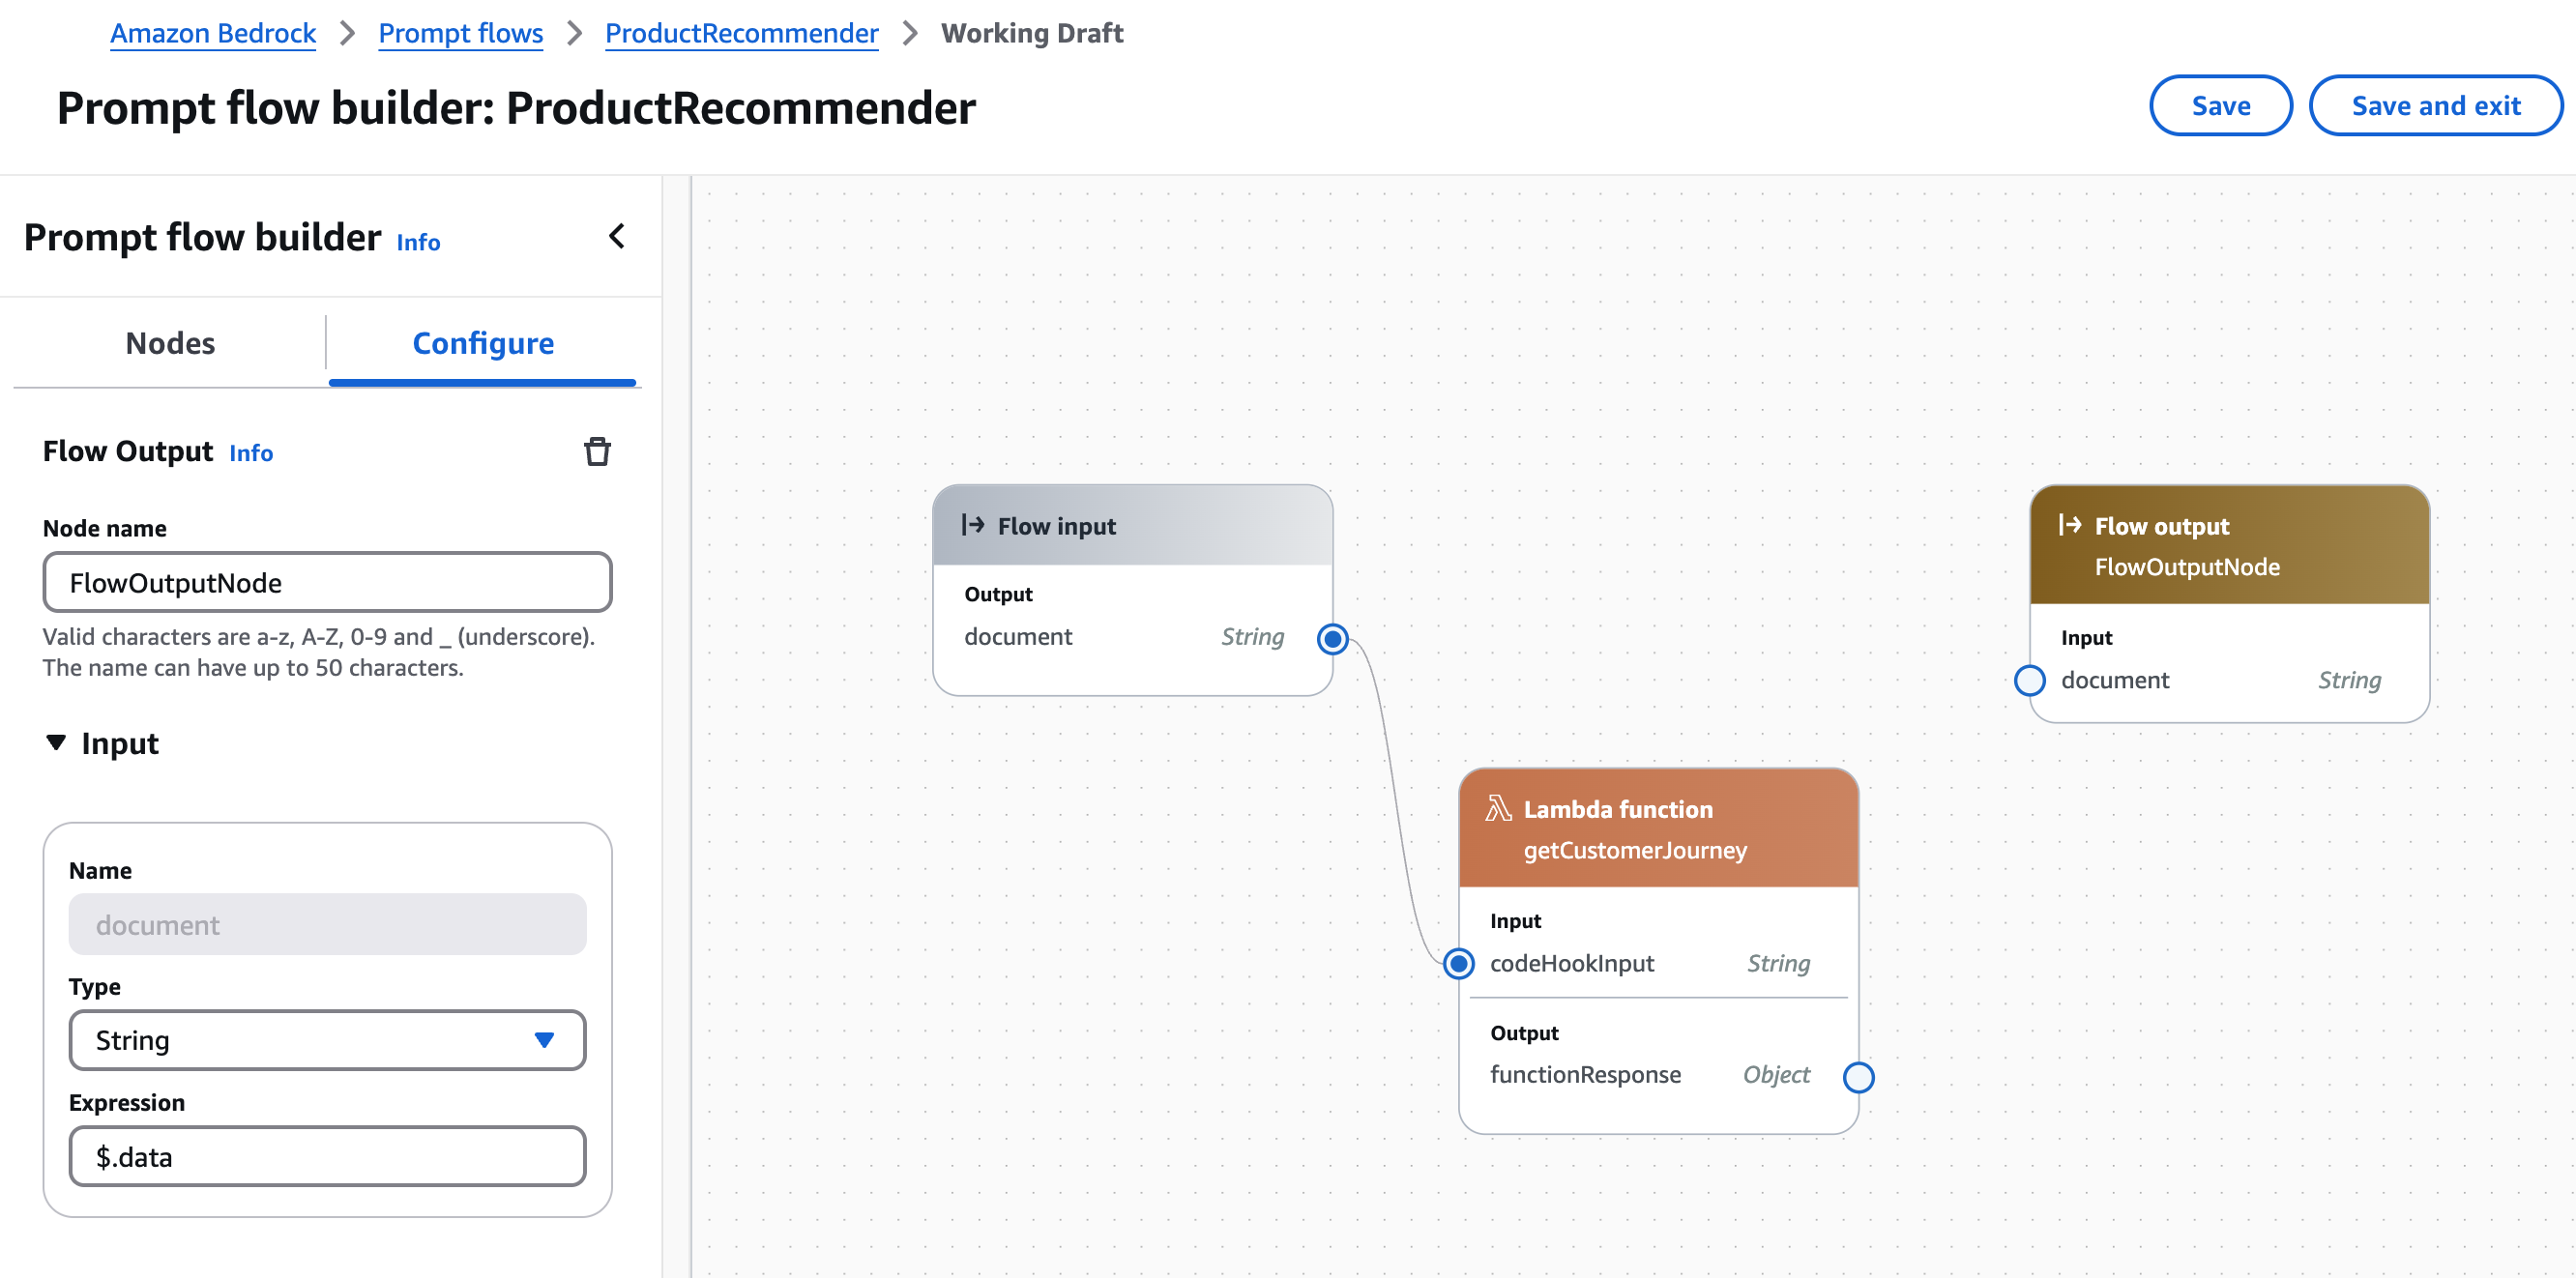 Amazon Bedrock > Prompt flows > ProductRecommender > Working Draft
Prompt flow builder: ProductRecommender
Save
Save and exit
Prompt flow builder Info
Nodes
Configure
Flow Output Info
Node name
FlowOutputNode
Valid characters are a-z, A-Z, 0-9 and _ (underscore).
The name can have up to 50 characters.
Input
Name
document
Type
String
Expression
$.data
Flow input
Output
document String
Lambda function
getCustomerJourney
Input
codeHookInput String
Output
functionResponse Object
Flow output
FlowOutputNode
Input
document String